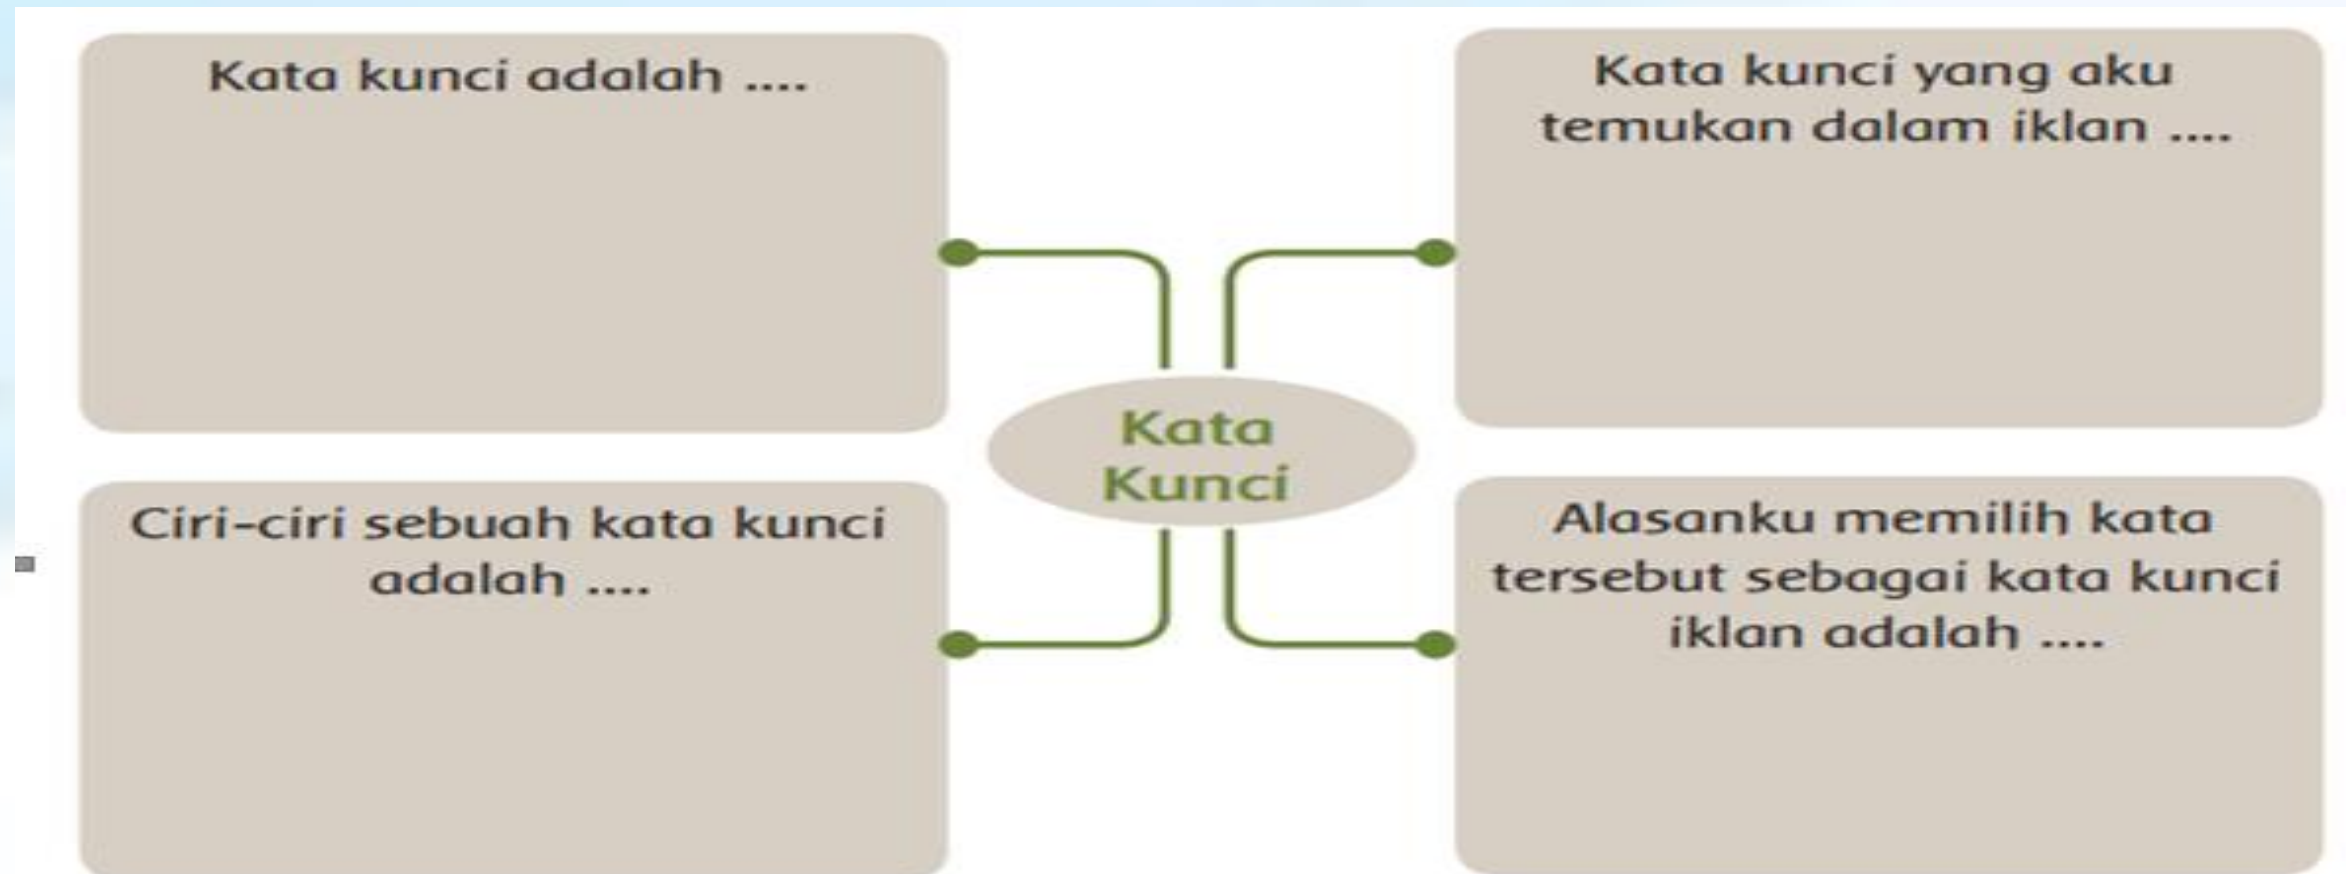 Kata kunci adalah ....
Kata kunci yang aku
temukan dalam iklan ....
Kata
Kunci
Ciri-ciri sebuah kata kunci
adalah ....
Alasanku memilih kata
tersebut sebagai kata kunci
iklan adalah ....